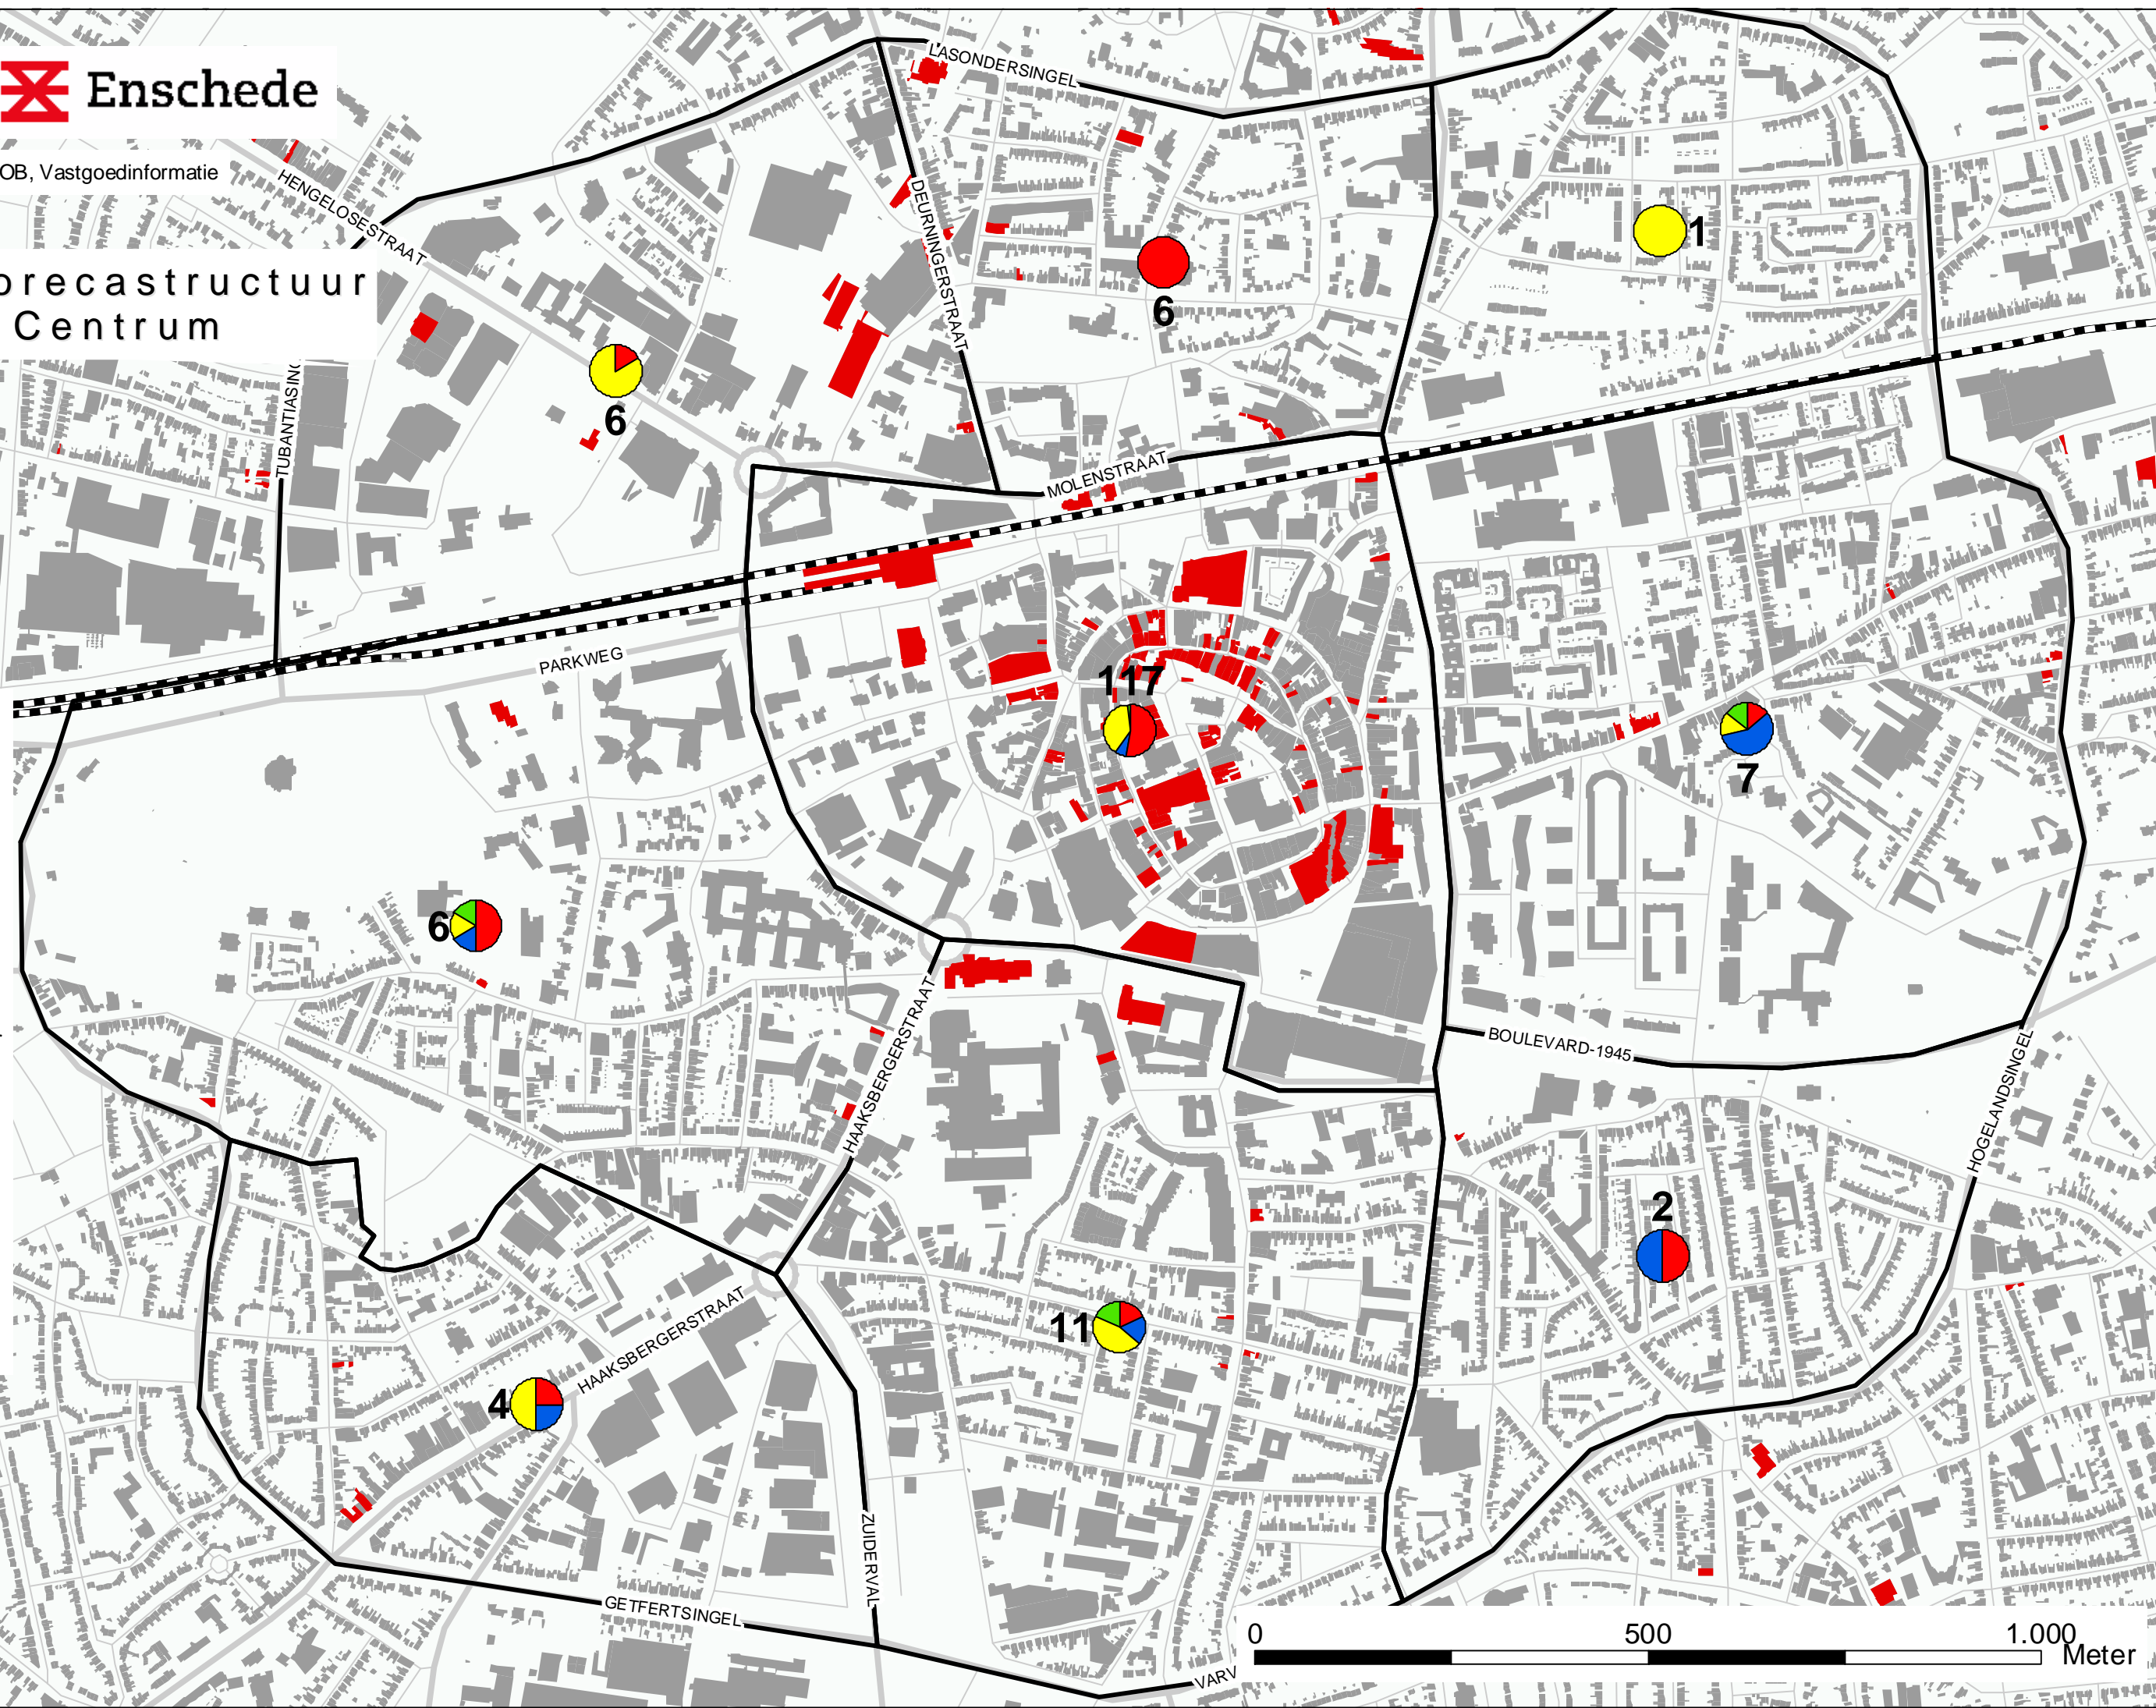 Enschede
OB, Vastgoedinformatie
orecastructuur
Centrum
LASONDERSINGEL
HENGELOSESTRAAT
DEURNINGERSTRAAT
1
6
6
TUBANTIASING
MOLENSTRAAT
PARKWEG
117
7
6
HAAKSBERGERSTRAAT
BOULEVARD-1945
HOGELANDSINGEL
2
HAAKSBERGERSTRAAT
11
4
ZUIDERVAL
GETFERTSINGEL
VARV
0 500 1.000
Meter